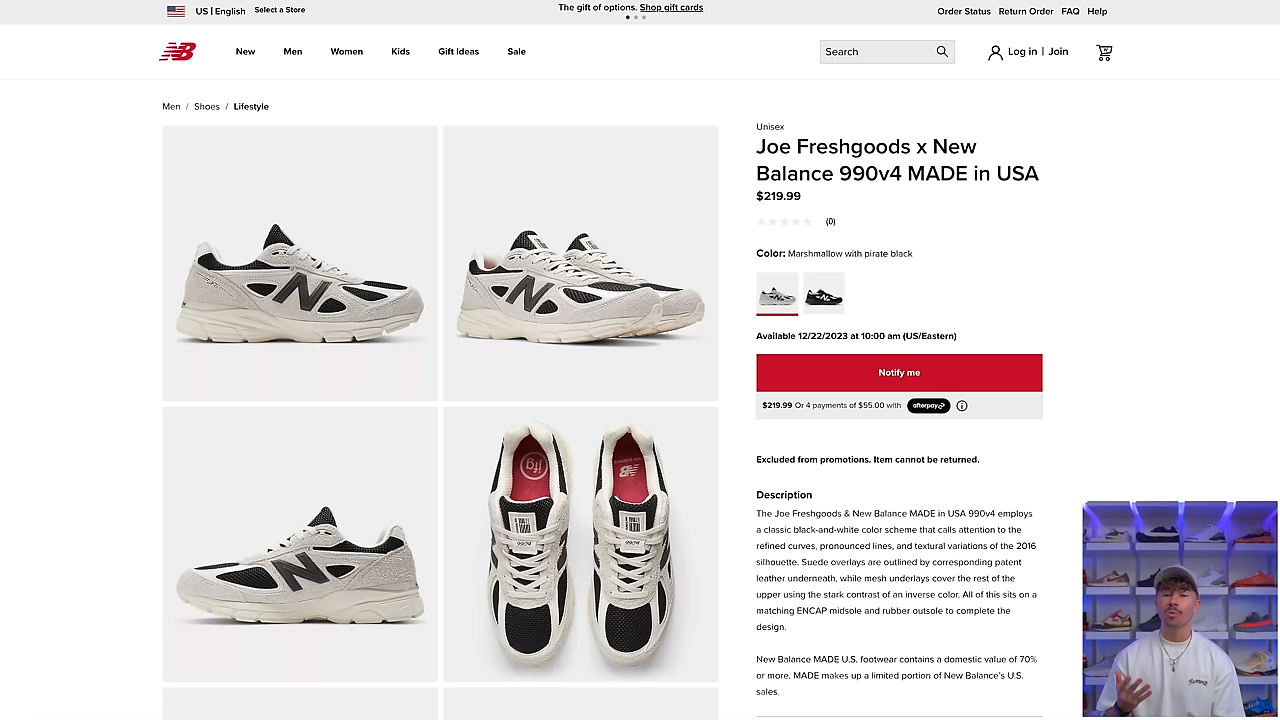 US | English Select a Store
The gift of options. Shop gift cards
Order Status Return Order FAQ Help
New Men Women Kids Gift Ideas Sale
Search
Log in | Join
Men / Shoes / Lifestyle
Unisex
Joe Freshgoods x New
Balance 990v4 MADE in USA
$219.99
(0)
Color: Marshmallow with pirate black
Available 12/22/2023 at 10:00 am (US/Eastern)
Notify me
$219.99 Or 4 payments of $55.00 with afterpay
Excluded from promotions. Item cannot be returned.
Description
The Joe Freshgoods & New Balance MADE in USA 990v4 employs
a classic black-and-white color scheme that calls attention to the
refined curves, pronounced lines, and textural variations of the 2016
silhouette. Suede overlays are outlined by corresponding patent
leather underneath, while mesh underlays cover the rest of the
upper using the stark contrast of an inverse color. All of this sits on a
matching ENCAP midsole and rubber outsole to complete the
design.
New Balance MADE U.S. footwear contains a domestic value of 70%
or more. MADE makes up a limited portion of New Balance's U.S.
sales.
jfg